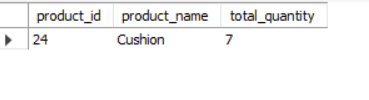 product_id product_name total_quantity
24 Cushion 7